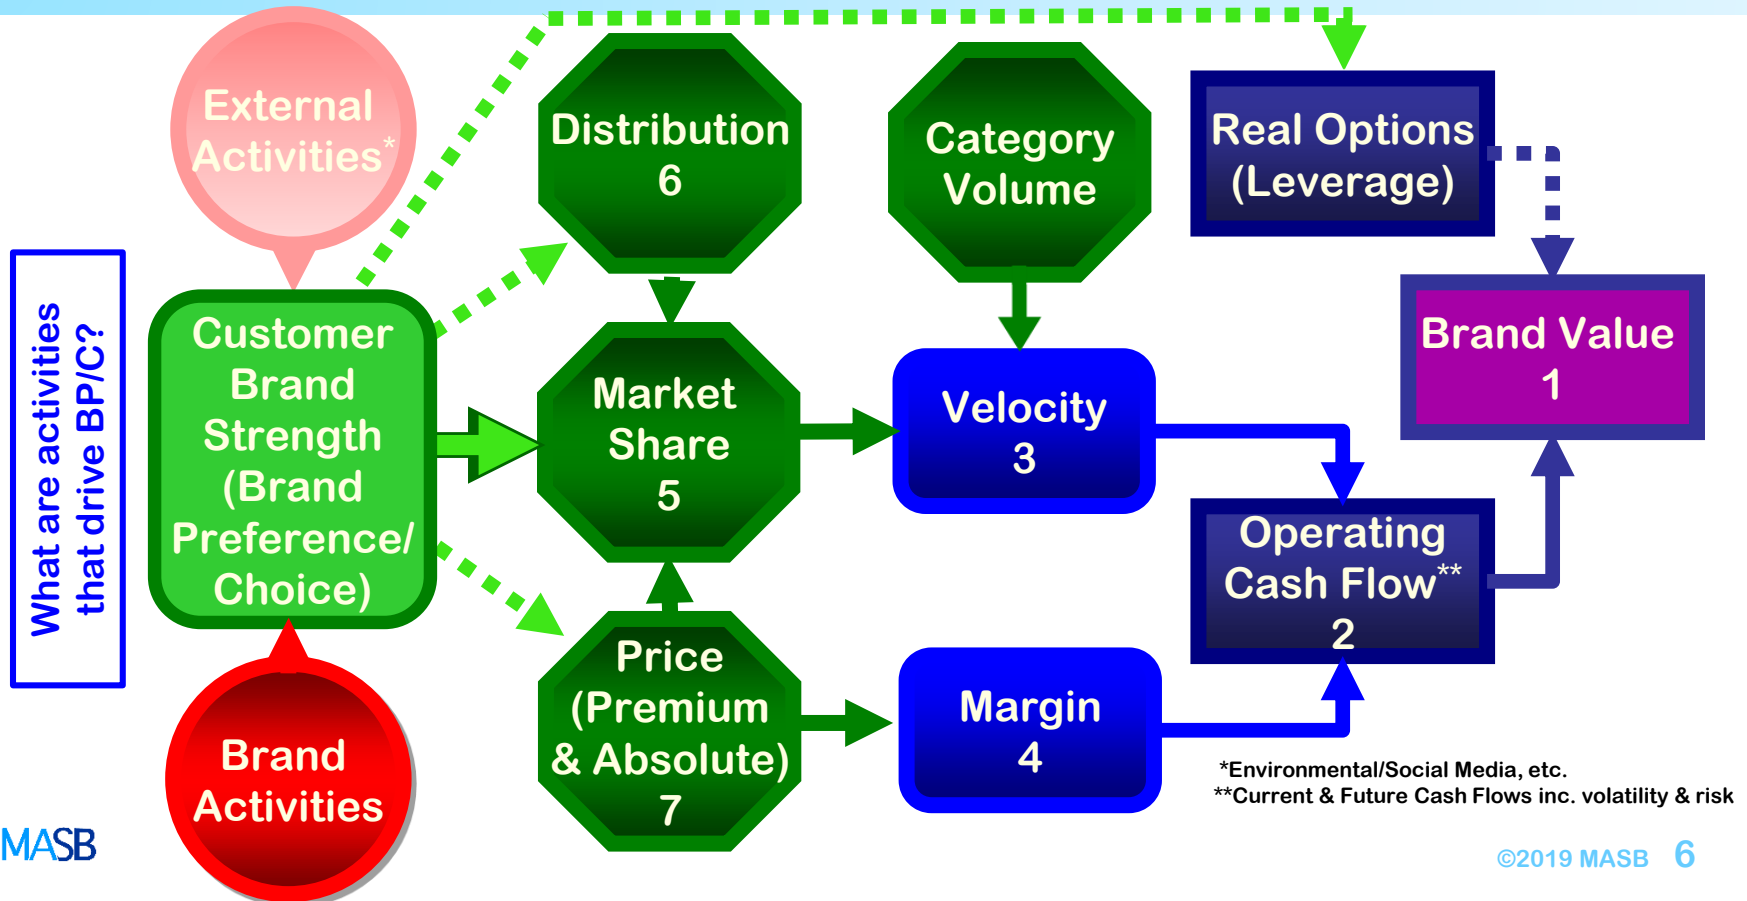 External
Activities*
Distribution
6
Category
Volume
Real Options
(Leverage)
What are activities
that drive BP/C?
Customer
Brand
Strength
(Brand
Preference/
Choice)
Market
Share
5
Velocity
3
Brand Value
1
Operating
Cash Flow**
2
Price
(Premium
& Absolute)
7
Margin
4
Brand
Activities
*Environmental/Social Media, etc.
**Current & Future Cash Flows inc. volatility & risk
MASB
©2019 MASB 6